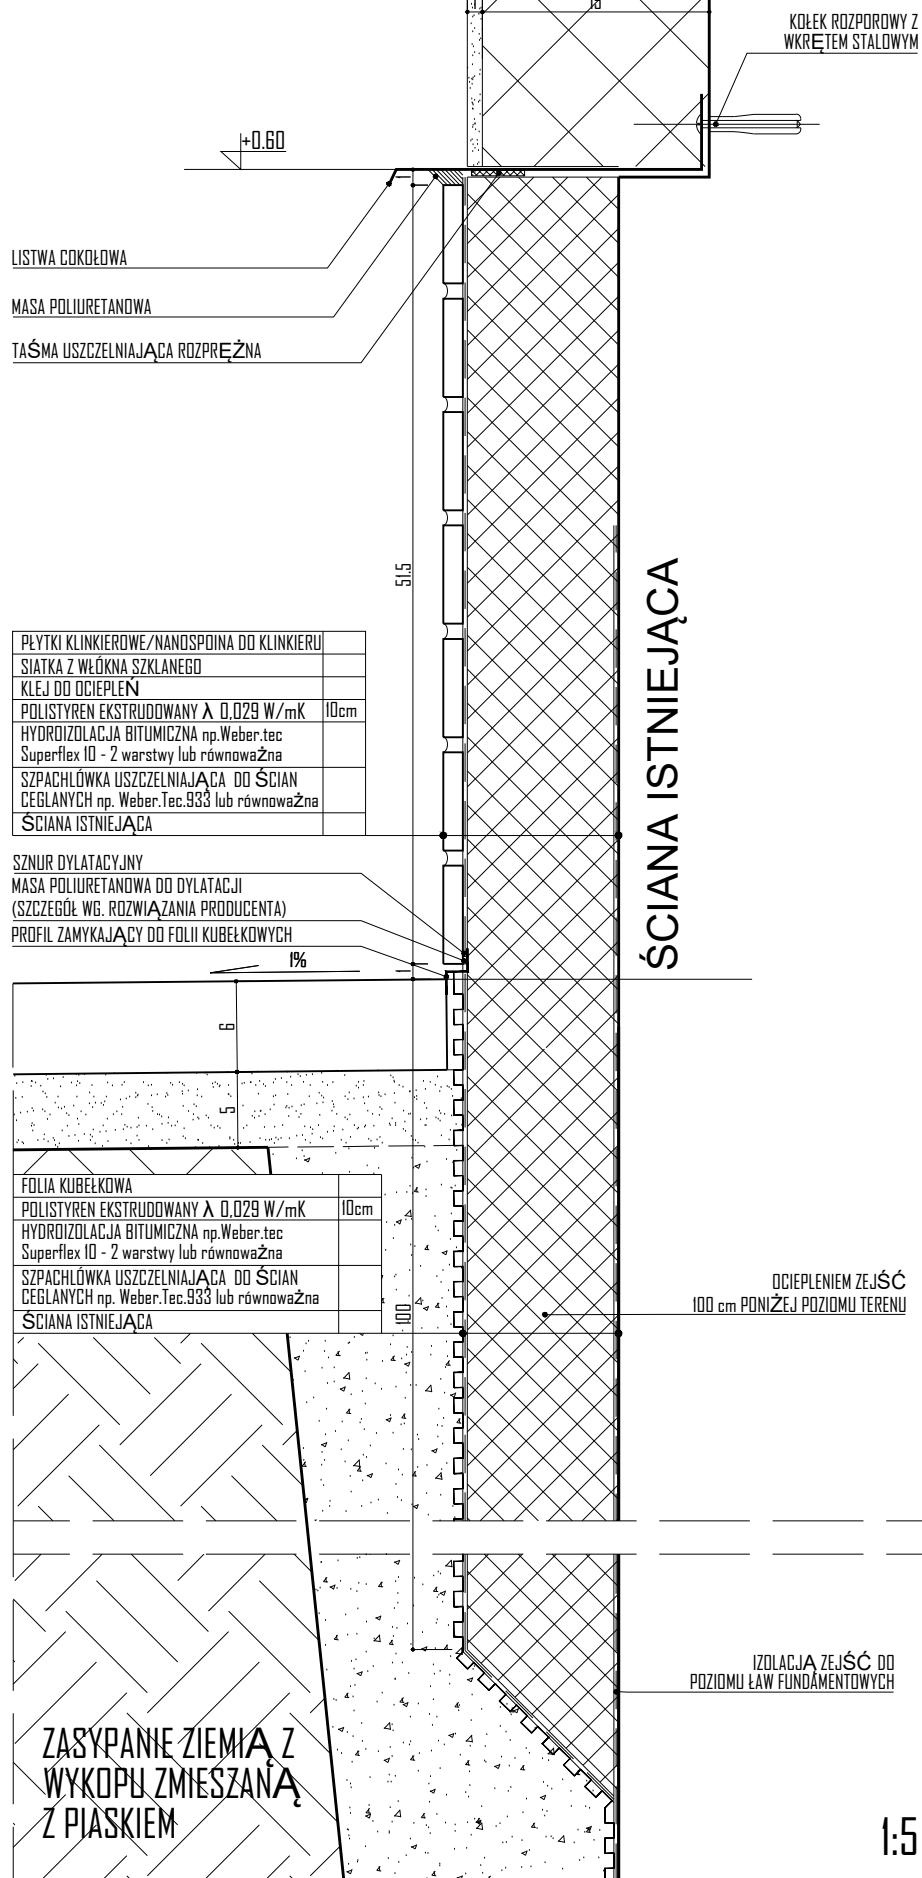 15
KOŁEK ROZPOROWY Z
WKRĘTEM STALOWYM
+0.60
LISTWA COKOŁOWA
MASA POLIURETANOWA
TAŚMA USZCZELNIAJĄCA ROZPRĘŻNA
51.5
ŚCIANA ISTNIEJĄCA
PŁYTKI KLINKIEROWE/NANOSPOINA DO KLINKIERU
SIATKA Z WŁÓKNA SZKLANEGO
KLEJ DO OCIEPLEŃ
POLISTYREN EKSTRUDOWANY λ 0,029 W/mK 10cm
HYDROIZOLACJA BITUMICZNA np.Weber.tec
Superflex 10 - 2 warstwy lub równoważna
SZPACHLÓWKA USZCZELNIAJĄCA DO ŚCIAN
CEGLANYCH np. Weber.Tec.933 lub równoważna
ŚCIANA ISTNIEJĄCA
SZNUR DYLATACYJNY
MASA POLIURETANOWA DO DYLATACJI
(SZCZEGÓŁ WG. ROZWIĄZANIA PRODUCENTA)
PROFIL ZAMYKAJĄCY DO FOLII KUBEŁKOWYCH
1%
6
5
FOLIA KUBEŁKOWA
POLISTYREN EKSTRUDOWANY λ 0,029 W/mK 10cm
HYDROIZOLACJA BITUMICZNA np.Weber.tec
Superflex 10 - 2 warstwy lub równoważna
SZPACHLÓWKA USZCZELNIAJĄCA DO ŚCIAN
CEGLANYCH np. Weber.Tec.933 lub równoważna
ŚCIANA ISTNIEJĄCA
100
OCIEPLENIEM ZEJŚĆ
100 cm PONIŻEJ POZIOMU TERENU
IZOLACJĄ ZEJŚĆ DO
POZIOMU ŁAW FUNDAMENTOWYCH
ZASYPANIE ZIEMIĄ Z
WYKOPU ZMIESZANĄ
Z PIASKIEM
1:5